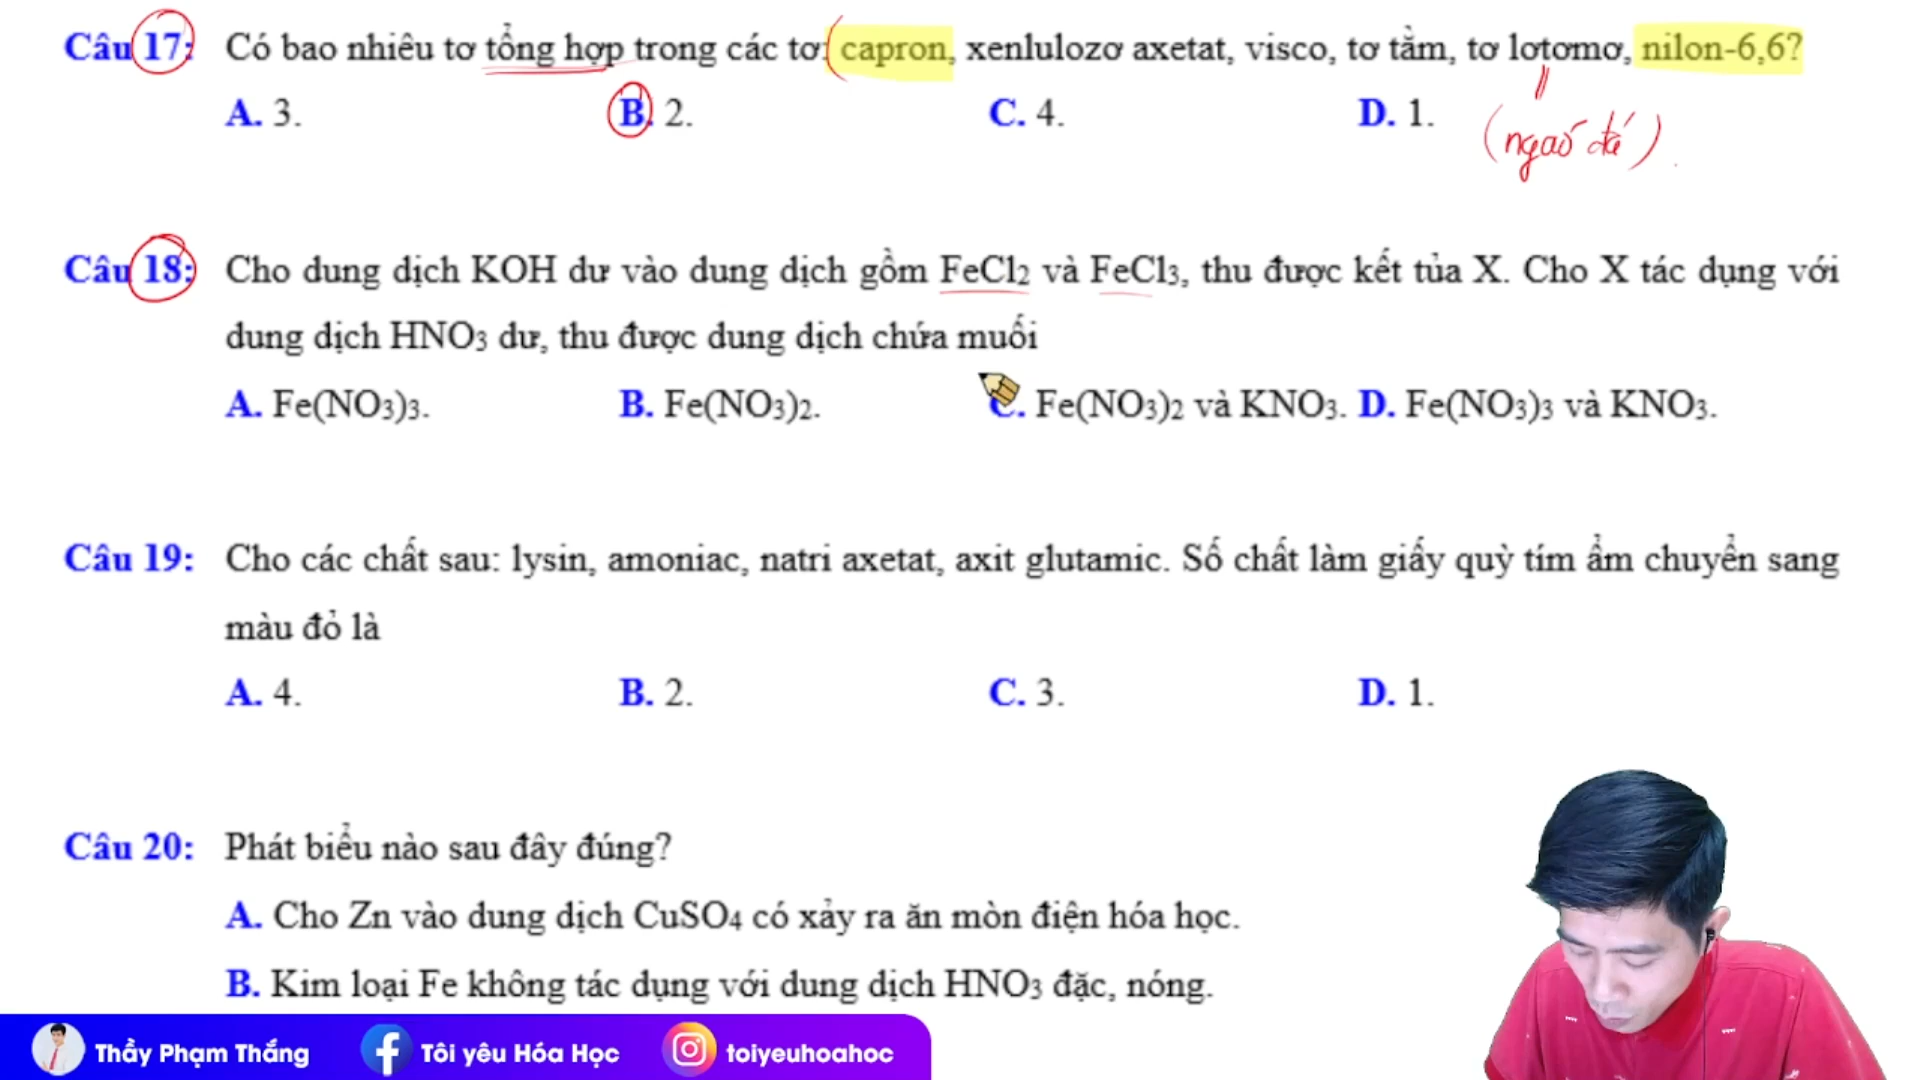 Câu 17: Có bao nhiêu tơ tổng hợp trong các tơ: capron, xenlulozơ axetat, visco, tơ tằm, tơ lơtơmơ, nilon-6,6?
A. 3. B. 2. C. 4. D. 1.
(ngáo đá)
Câu 18: Cho dung dịch KOH dư vào dung dịch gồm FeCl2 và FeCl3, thu được kết tủa X. Cho X tác dụng với
dung dịch HNO3 dư, thu được dung dịch chứa muối
A. Fe(NO3)3. B. Fe(NO3)2. C. Fe(NO3)2 và KNO3. D. Fe(NO3)3 và KNO3.
Câu 19: Cho các chất sau: lysin, amoniac, natri axetat, axit glutamic. Số chất làm giấy quỳ tím ẩm chuyển sang
màu đỏ là
A. 4. B. 2. C. 3. D. 1.
Câu 20: Phát biểu nào sau đây đúng?
A. Cho Zn vào dung dịch CuSO4 có xảy ra ăn mòn điện hóa học.
B. Kim loại Fe không tác dụng với dung dịch HNO3 đặc, nóng.
Thầy Phạm Thắng Tôi yêu Hóa Học toiyeuhoahoc